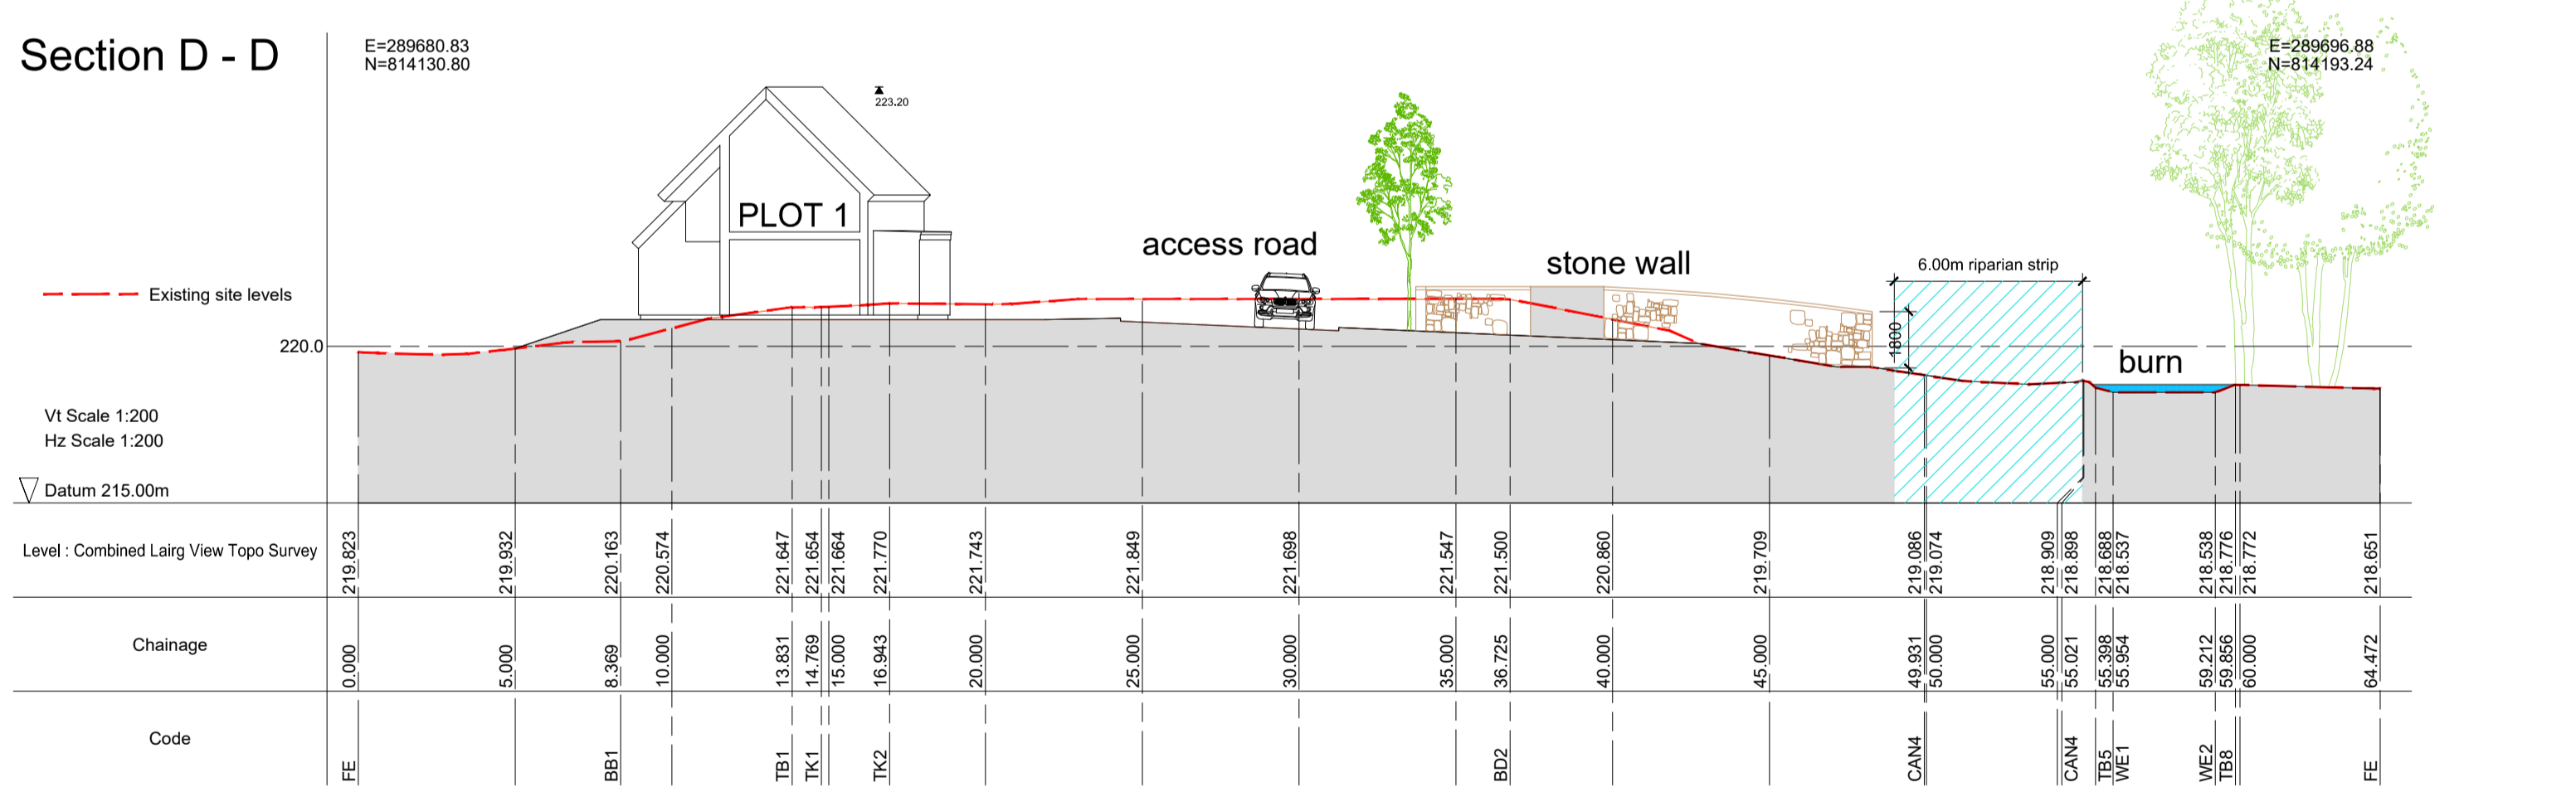 Section D - D
E=289680.83
N=814130.80
223.20
E=289696.88
N=814193.24
PLOT 1
access road
stone wall
6.00m riparian strip
Existing site levels
1800
220.0
burn
Vt Scale 1:200
Hz Scale 1:200
Datum 215.00m
Level : Combined Lairg View Topo Survey
219.823 219.932 220.163 220.574 221.647 221.654 221.664 221.770 221.743 221.849 221.698 221.547 221.500 220.860 219.709 219.086 219.074 218.909 218.898 218.688 218.537 218.538 218.776 218.772 218.651
Chainage
0.000 5.000 8.369 10.000 13.831 14.769 15.000 16.943 20.000 25.000 30.000 35.000 36.725 40.000 45.000 49.931 50.000 55.000 55.021 55.398 55.954 59.212 59.856 60.000 64.472
Code
FE BB1 TB1 TK1 TK2 BD2 CAN4 CAN4 TB5 WE1 WE2 TB8 FE